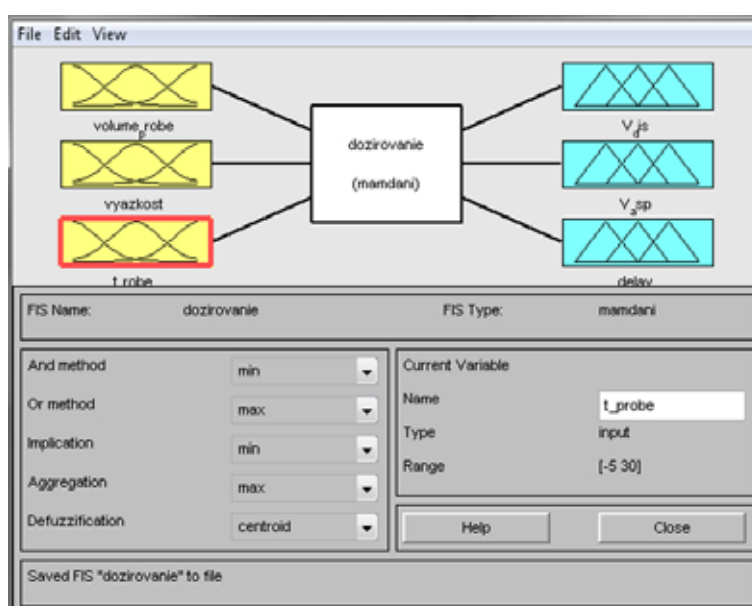 File Edit View
volume_probe
vyazkost
t_probe
dozirovanie
(mamdani)
V_dis
V_asp
delay
FIS Name: dozirovanie FIS Type: mamdani
And method min
Or method max
Implication min
Aggregation max
Defuzzification centroid
Current Variable
Name t_probe
Type input
Range [-5 30]
Help Close
Saved FIS "dozirovanie" to file